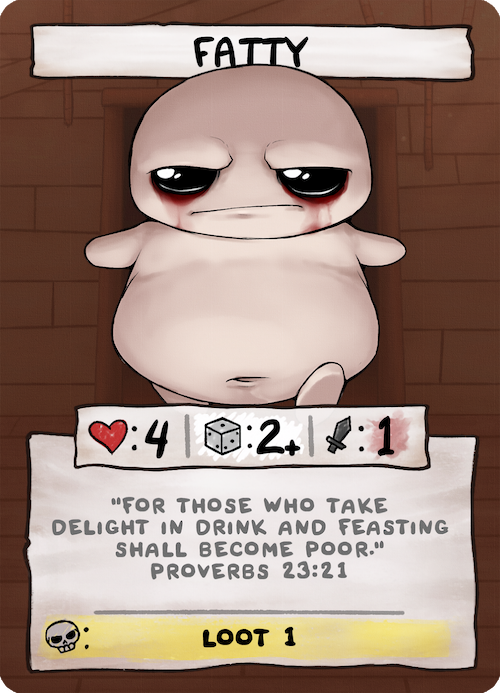 FATTY
:4 :2+ :1
"FOR THOSE WHO TAKE
DELIGHT IN DRINK AND FEASTING
SHALL BECOME POOR."
PROVERBS 23:21
: LOOT 1